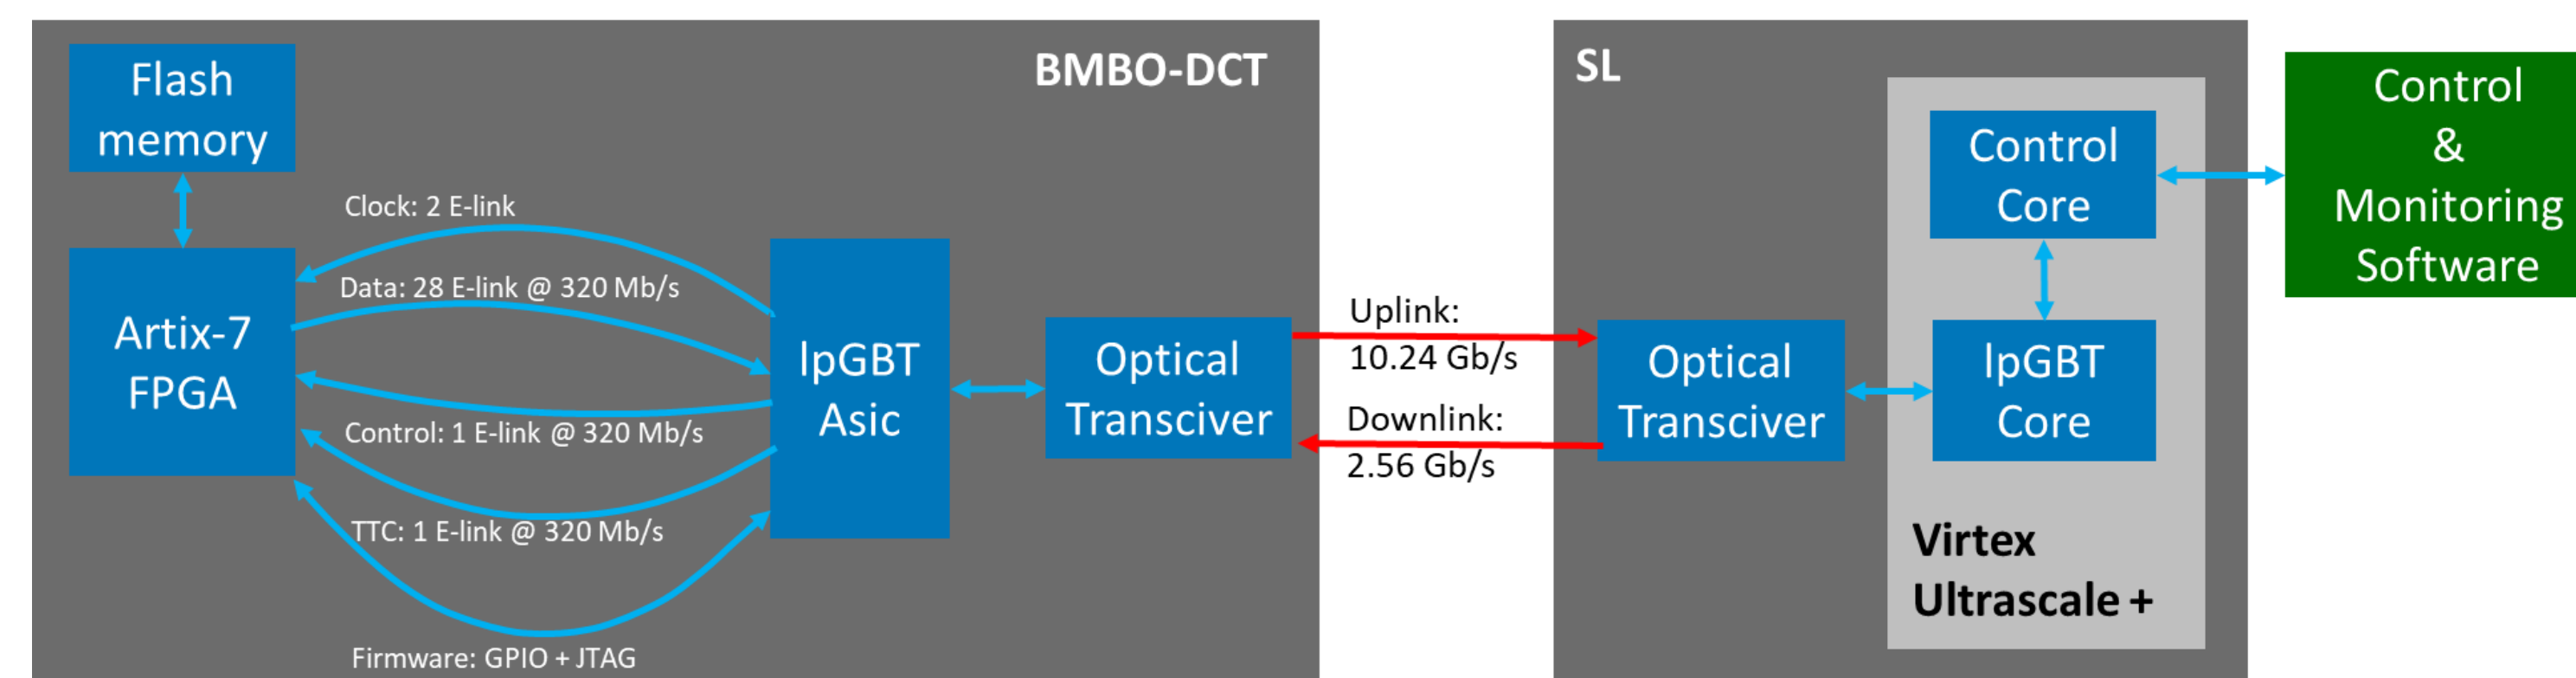 BMBO-DCT
Flash
memory
Clock: 2 E-link
Data: 28 E-link @ 320 Mb/s
Artix-7
FPGA
Control: 1 E-link @ 320 Mb/s
TTC: 1 E-link @ 320 Mb/s
Firmware: GPIO + JTAG
lpGBT
Asic
Optical
Transciver
Uplink:
10.24 Gb/s
Downlink:
2.56 Gb/s
SL
Optical
Transciver
Control
Core
lpGBT
Core
Virtex
Ultrascale +
Control
&
Monitoring
Software